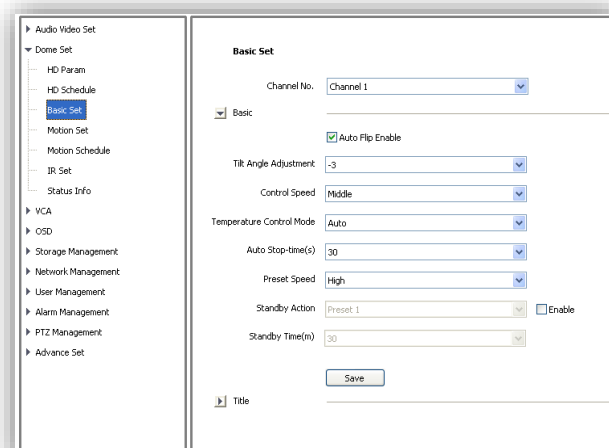 Audio Video Set
Dome Set
HD Param
HD Schedule
Basic Set
Motion Set
Motion Schedule
IR Set
Status Info
VCA
OSD
Storage Management
Network Management
User Management
Alarm Management
PTZ Management
Advance Set
Basic Set
Channel No. Channel 1
Basic
Auto Flip Enable
Tilt Angle Adjustment -3
Control Speed Middle
Temperature Control Mode Auto
Auto Stop-time(s) 30
Preset Speed High
Standby Action Preset 1 Enable
Standby Time(m) 30
Save
Title